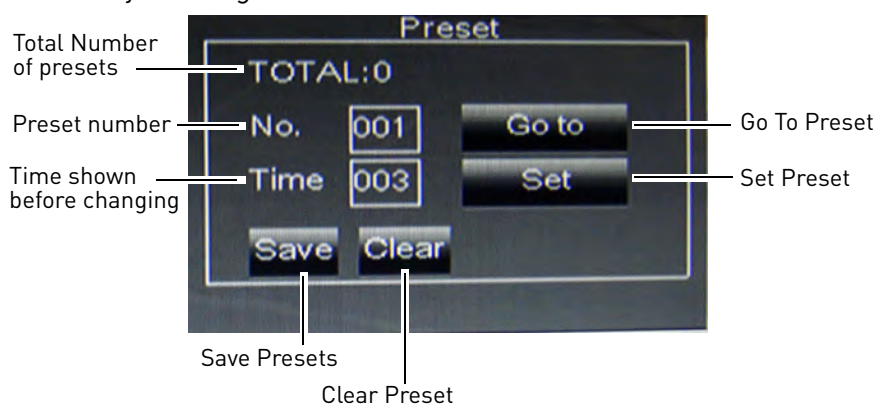 Preset
Total Number
of presets
TOTAL:0
Preset number
No.
001
Go to
Go To Preset
Time shown
before changing
Time
003
Set
Set Preset
Save
Clear
Save Presets
Clear Preset